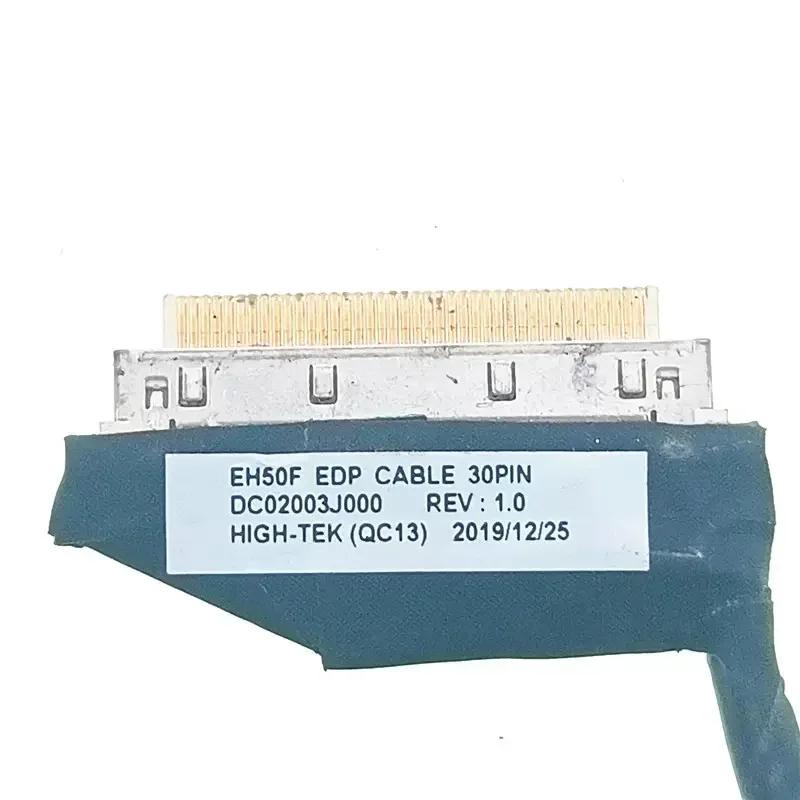 EH50F EDP CABLE 30PIN
DC02003J000 REV : 1.0
HIGH-TEK (QC13) 2019/12/25